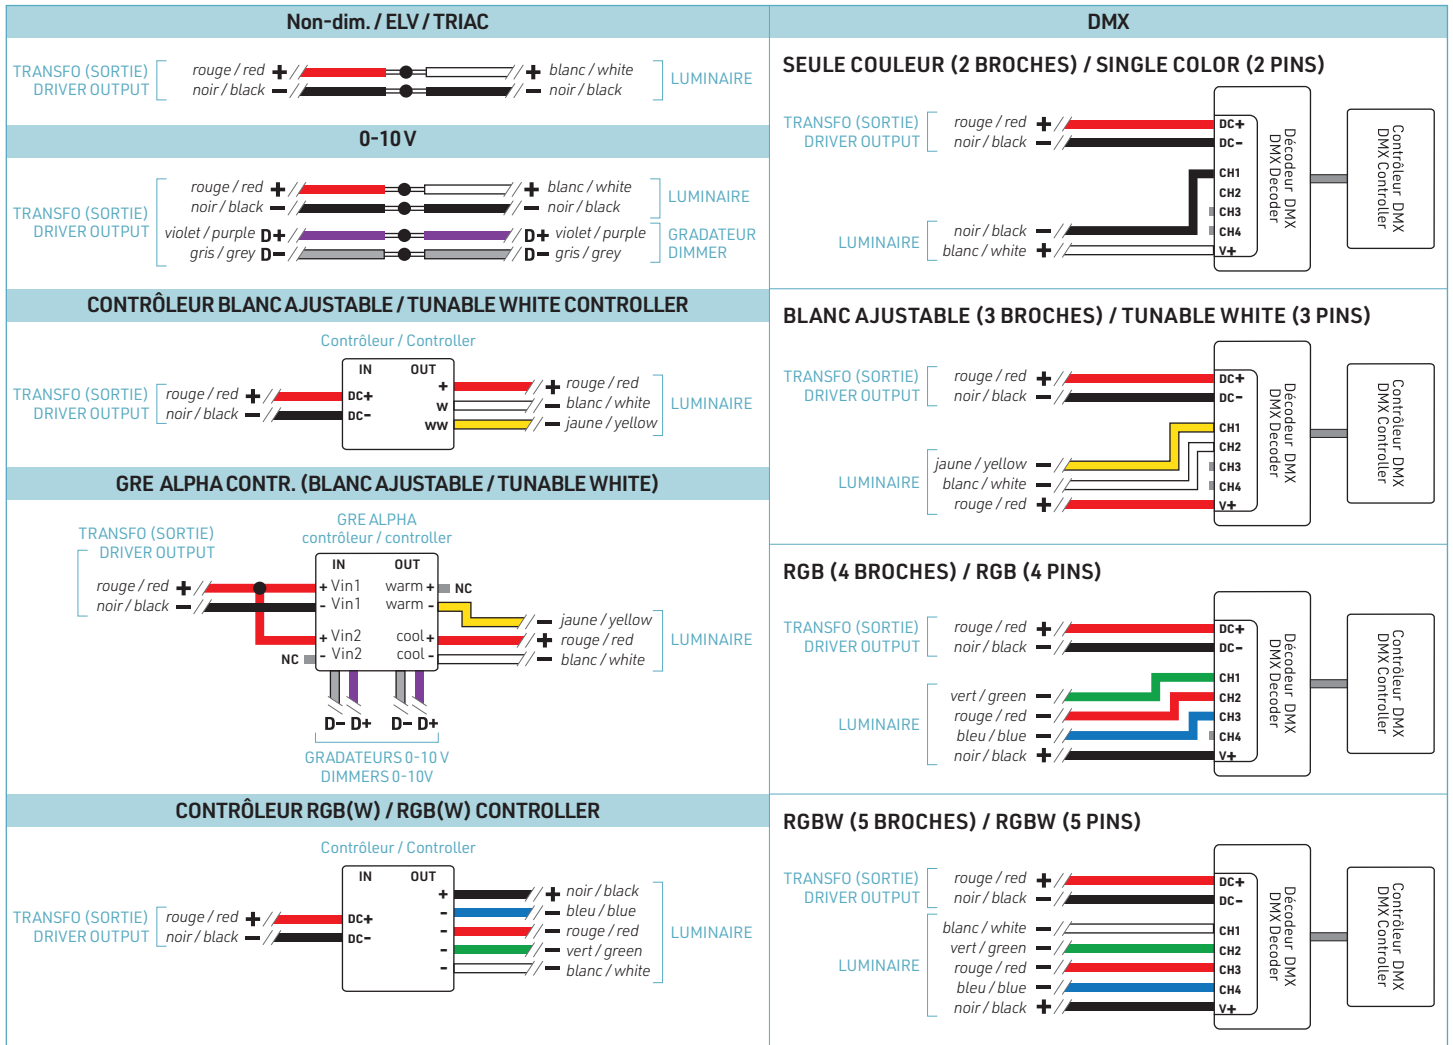 Non-dim. / ELV / TRIAC
TRANSFO (SORTIE)
DRIVER OUTPUT
rouge / red +
noir / black −
+ blanc / white
− noir / black
LUMINAIRE
0-10 V
TRANSFO (SORTIE)
DRIVER OUTPUT
rouge / red +
noir / black −
violet / purple D+
gris / grey D−
+ blanc / white
− noir / black
D+ violet / purple
D− gris / grey
LUMINAIRE
GRADATEUR
DIMMER
CONTRÔLEUR BLANC AJUSTABLE / TUNABLE WHITE CONTROLLER
Contrôleur / Controller
TRANSFO (SORTIE)
DRIVER OUTPUT
rouge / red +
noir / black −
IN OUT
DC+
DC−
+
W
WW
+ rouge / red
− blanc / white
− jaune / yellow
LUMINAIRE
GRE ALPHA CONTR. (BLANC AJUSTABLE / TUNABLE WHITE)
TRANSFO (SORTIE)
DRIVER OUTPUT
GRE ALPHA
contrôleur / controller
rouge / red +
noir / black −
IN OUT
+ Vin1 warm + NC
- Vin1 warm -
+ Vin2 cool +
NC - Vin2 cool -
− jaune / yellow
+ rouge / red
− blanc / white
LUMINAIRE
D− D+ D− D+
GRADATEURS 0-10 V
DIMMERS 0-10V
CONTRÔLEUR RGB(W) / RGB(W) CONTROLLER
Contrôleur / Controller
TRANSFO (SORTIE)
DRIVER OUTPUT
rouge / red +
noir / black −
IN OUT
DC+
DC−
+
-
-
-
-
+ noir / black
− bleu / blue
− rouge / red
− vert / green
− blanc / white
LUMINAIRE
DMX
SEULE COULEUR (2 BROCHES) / SINGLE COLOR (2 PINS)
TRANSFO (SORTIE)
DRIVER OUTPUT
rouge / red +
noir / black −
LUMINAIRE
noir / black −
blanc / white +
DC+
DC−
CH1
CH2
CH3
CH4
V+
Décodeur DMX
DMX Decoder
Contrôleur DMX
DMX Controller
BLANC AJUSTABLE (3 BROCHES) / TUNABLE WHITE (3 PINS)
TRANSFO (SORTIE)
DRIVER OUTPUT
rouge / red +
noir / black −
LUMINAIRE
jaune / yellow −
blanc / white −
rouge / red +
DC+
DC−
CH1
CH2
CH3
CH4
V+
Décodeur DMX
DMX Decoder
Contrôleur DMX
DMX Controller
RGB (4 BROCHES) / RGB (4 PINS)
TRANSFO (SORTIE)
DRIVER OUTPUT
rouge / red +
noir / black −
LUMINAIRE
vert / green −
rouge / red −
bleu / blue −
noir / black +
DC+
DC−
CH1
CH2
CH3
CH4
V+
Décodeur DMX
DMX Decoder
Contrôleur DMX
DMX Controller
RGBW (5 BROCHES) / RGBW (5 PINS)
TRANSFO (SORTIE)
DRIVER OUTPUT
rouge / red +
noir / black −
LUMINAIRE
blanc / white −
vert / green −
rouge / red −
bleu / blue −
noir / black +
DC+
DC−
CH1
CH2
CH3
CH4
V+
Décodeur DMX
DMX Decoder
Contrôleur DMX
DMX Controller